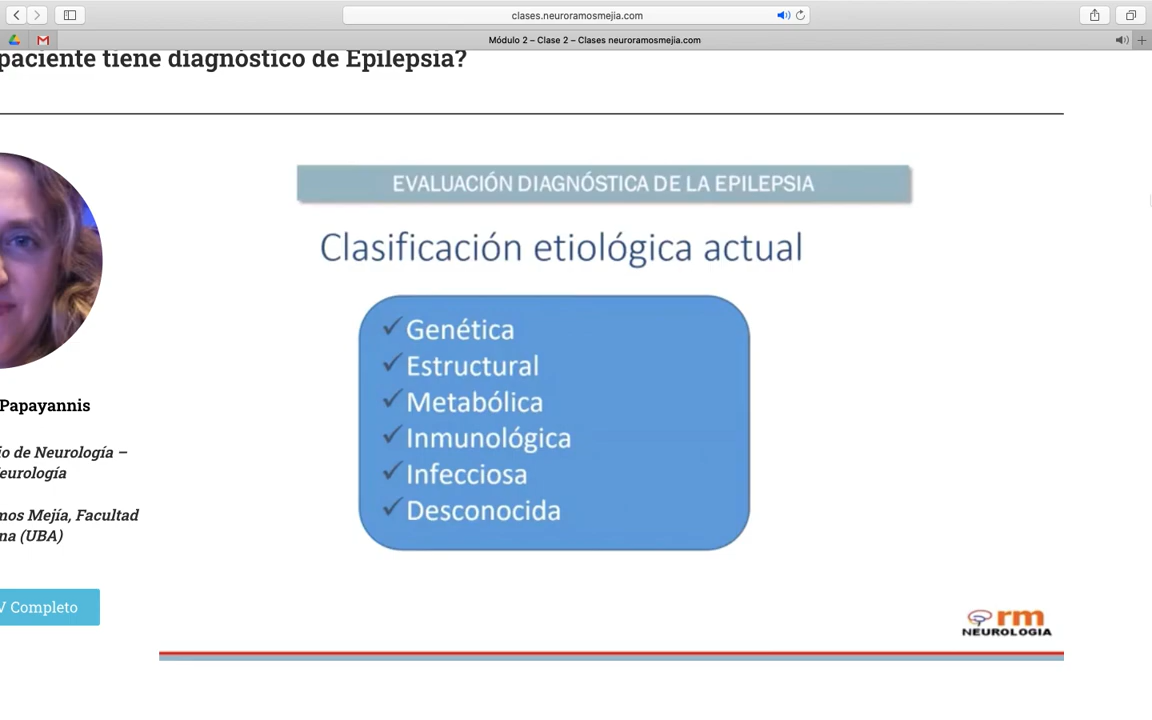 clases.neuroramosmejia.com
Módulo 2 – Clase 2 – Clases neuroramosmejia.com
paciente tiene diagnóstico de Epilepsia?
EVALUACIÓN DIAGNÓSTICA DE LA EPILEPSIA
Clasificación etiológica actual
✓ Genética
✓ Estructural
✓ Metabólica
✓ Inmunológica
✓ Infecciosa
✓ Desconocida
Papayannis
io de Neurología –
eurología
mos Mejía, Facultad
na (UBA)
V Completo
rm
NEUROLOGIA